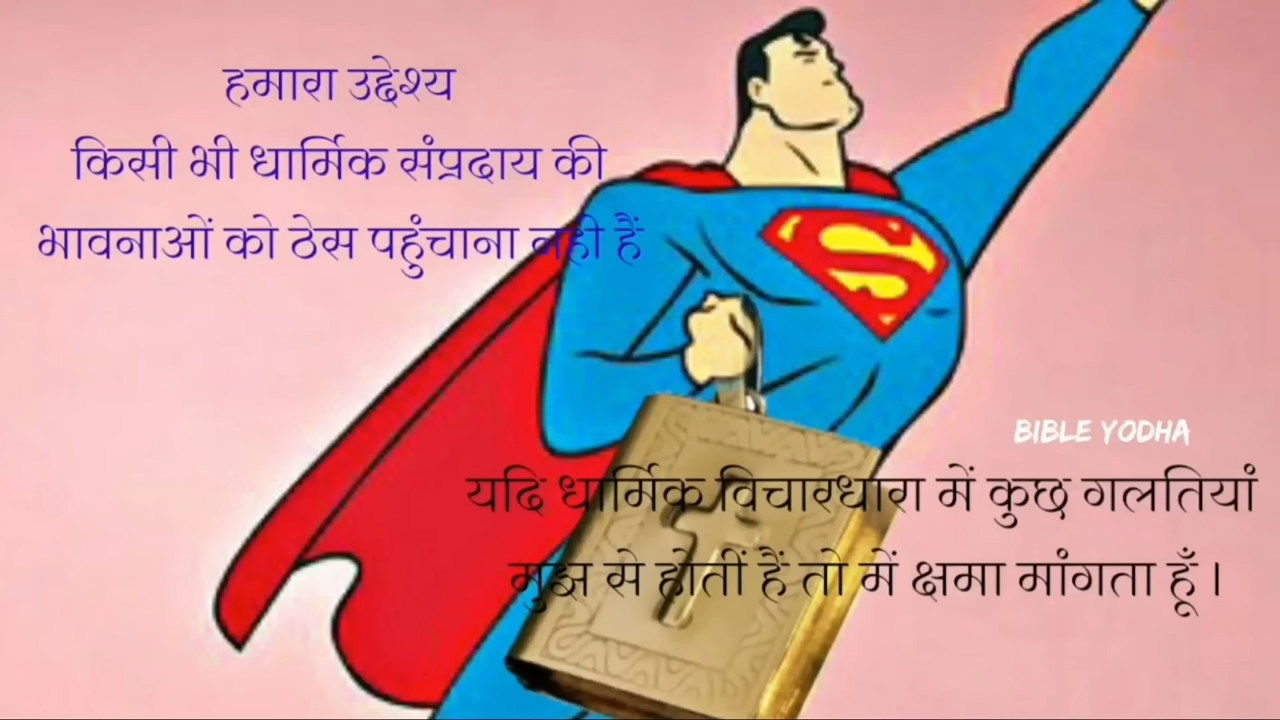 हमारा उद्देश्य
किसी भी धार्मिक संप्रदाय की
भावनाओं को ठेस पहुंचाना नही हैं
BIBLE YODHA
यदि धार्मिक विचारधारा में कुछ गलतियां
मुझ से होतीं हैं तो में क्षमा मांगता हूँ।